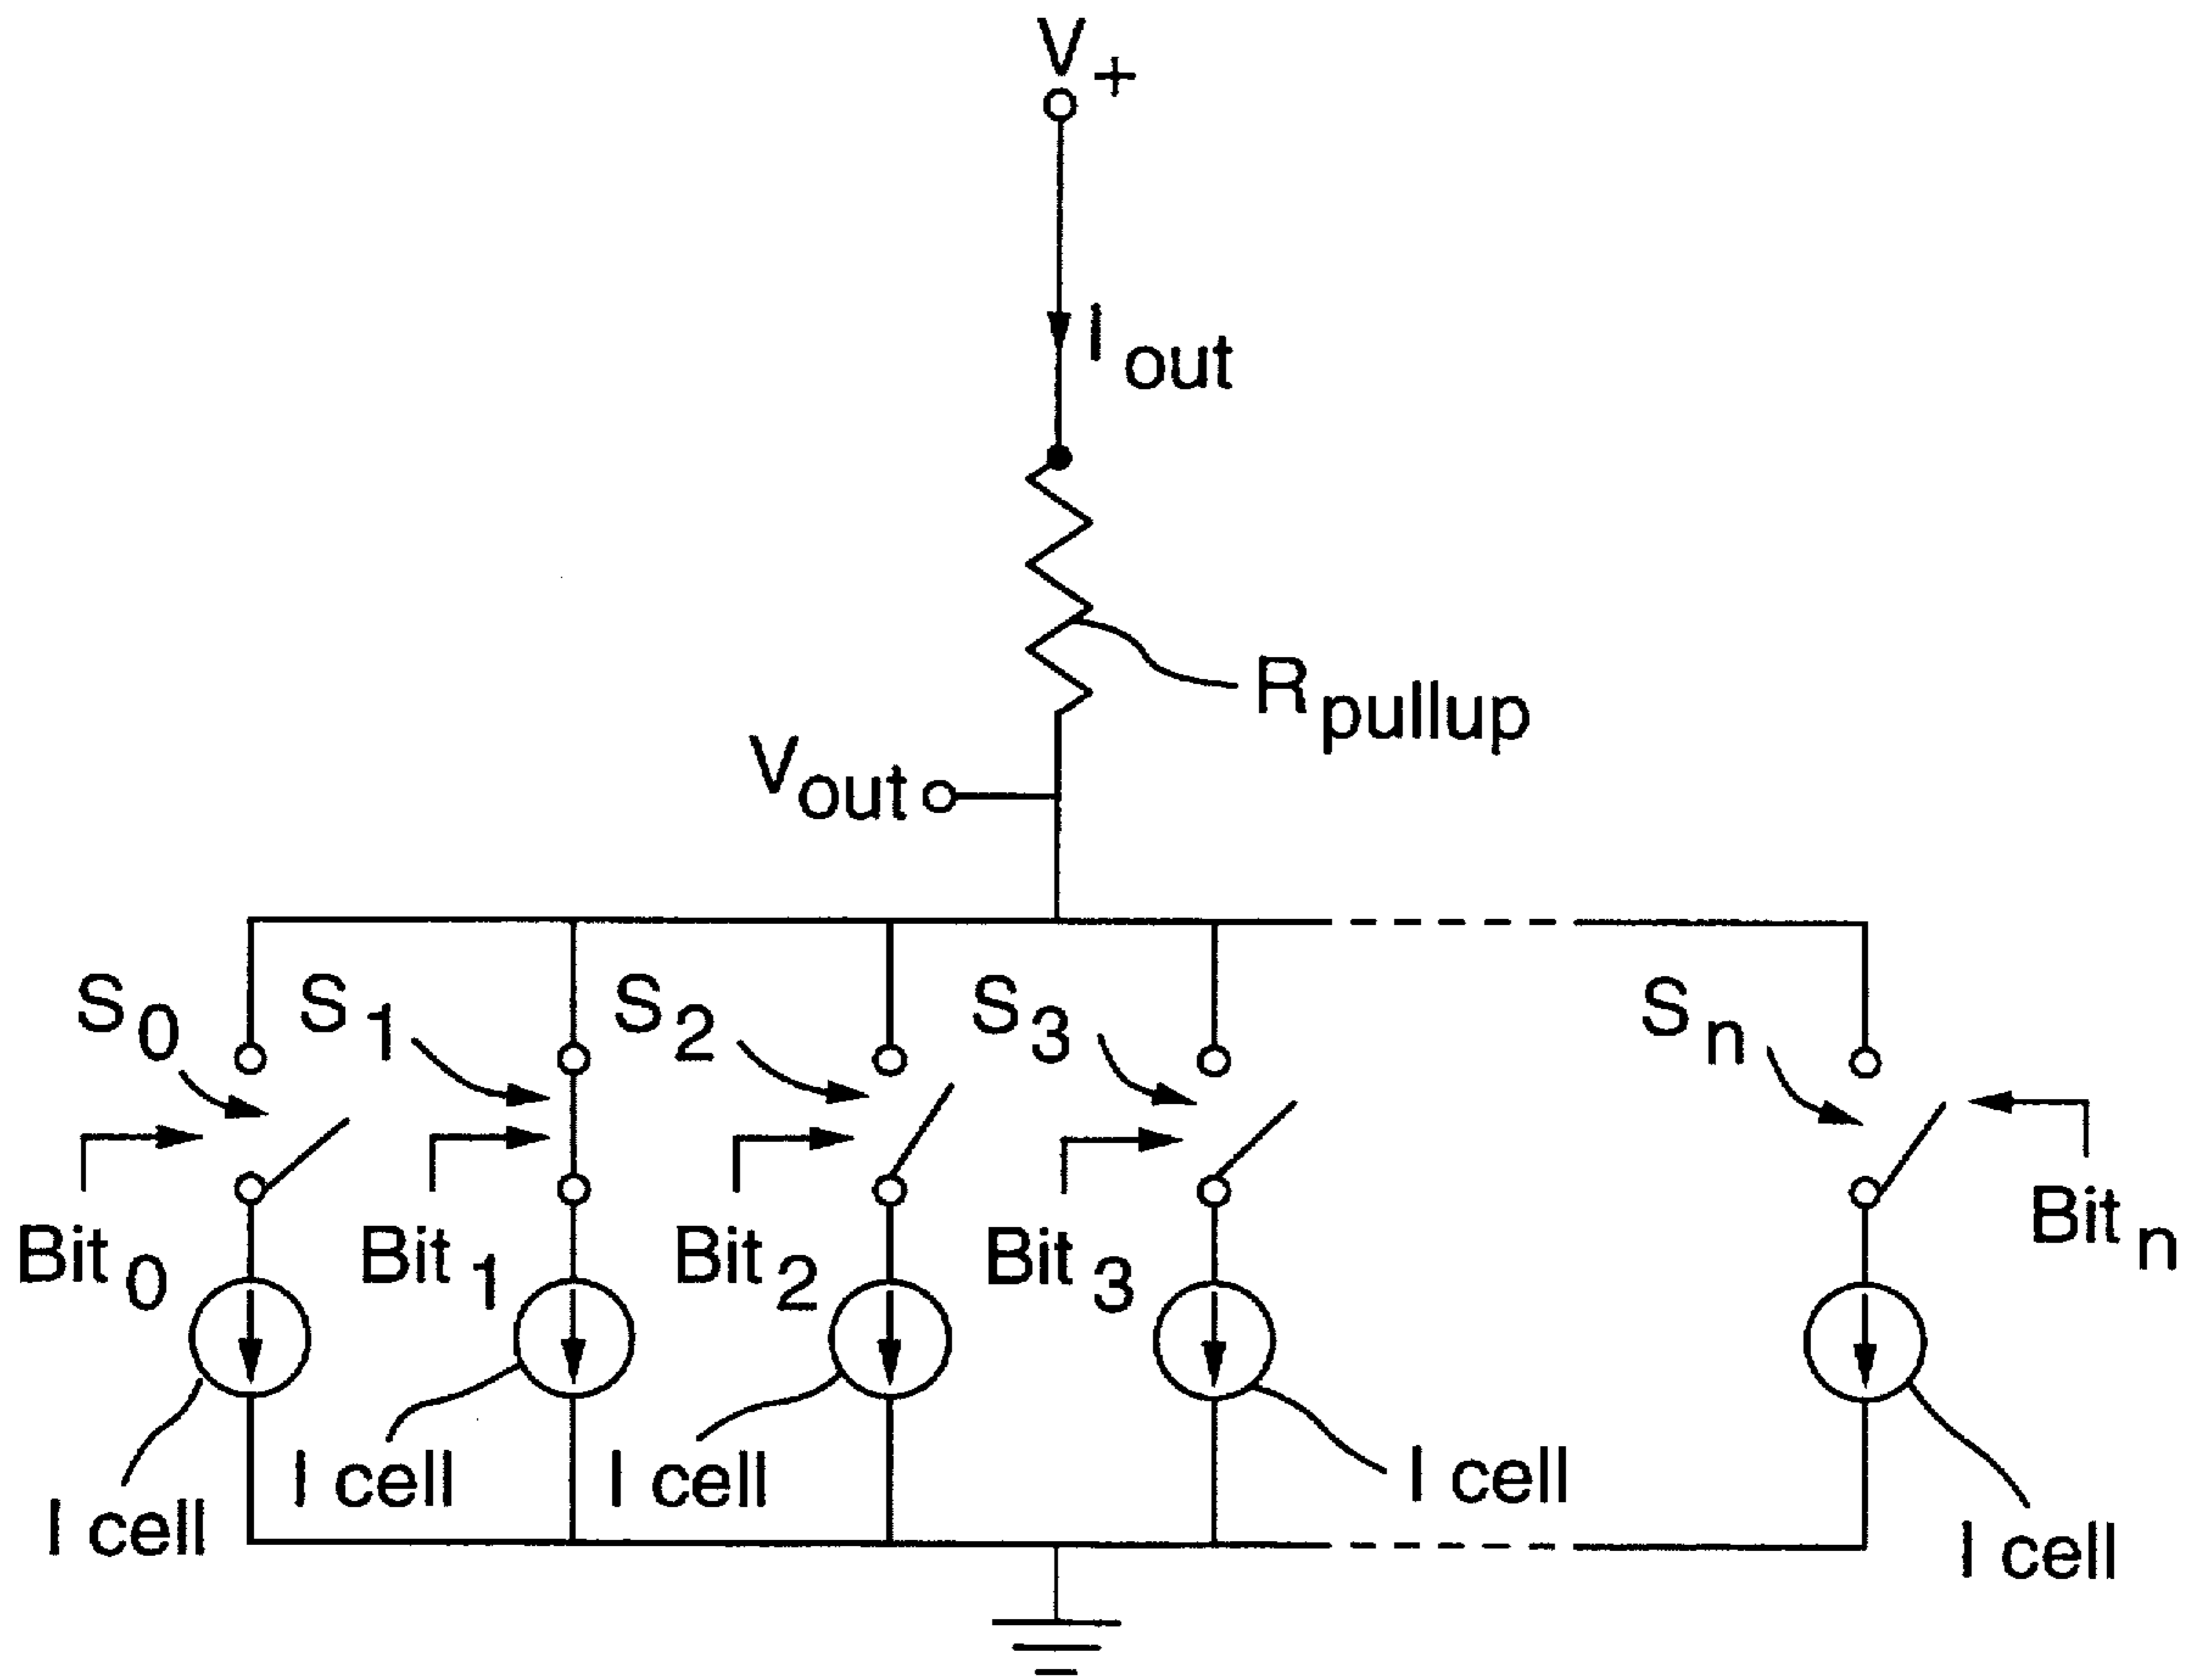 V+
Iout
Rpullup
Vout
S0
S1
S2
S3
Sn
Bit0
Bit1
Bit2
Bit3
Bitn
I cell
I cell
I cell
I cell
I cell